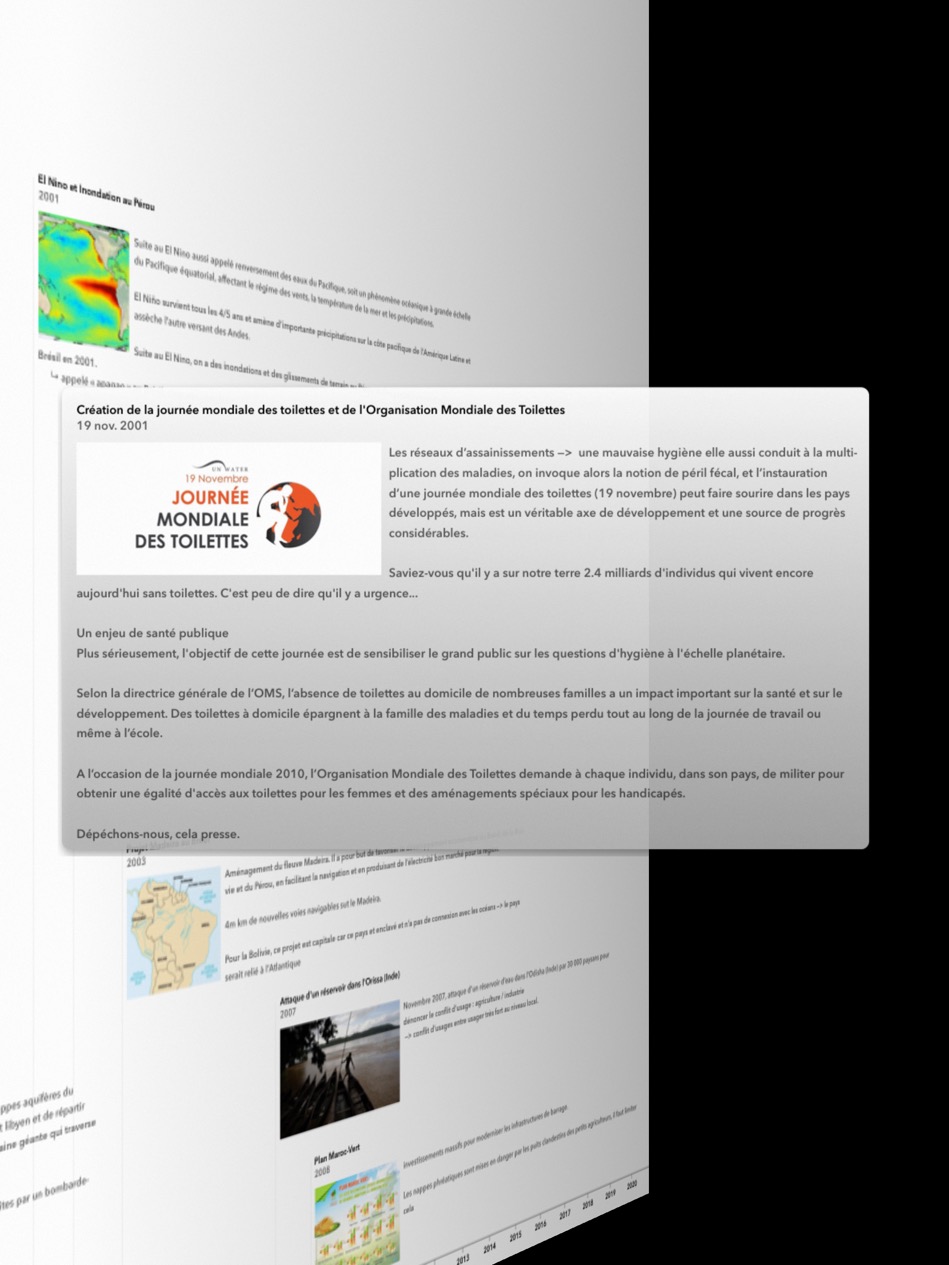 El Nino et Inondation au Pérou
2001
Suite au El Nino aussi appelé renversement des eaux du Pacifique, soit un phénomène océanique à grande échelle
du Pacifique équatorial, affectant le régime des vents, la température de la mer et les précipitations.
El Niño survient tous les 4/5 ans et amène d'importante précipitations sur la côte pacifique de l'Amérique Latine et
assèche l'autre versant des Andes.
Suite au El Nino, on a des inondations et des glissements de terrain au
Brésil en 2001.
appelé «
Création de la journée mondiale des toilettes et de l'Organisation Mondiale des Toilettes
19 nov. 2001
UN WATER
19 Novembre
JOURNÉE
MONDIALE
DES TOILETTES
Les réseaux d’assainissements —> une mauvaise hygiène elle aussi conduit à la multi-
plication des maladies, on invoque alors la notion de péril fécal, et l’instauration
d’une journée mondiale des toilettes (19 novembre) peut faire sourire dans les pays
développés, mais est un véritable axe de développement et une source de progrès
considérables.
Saviez-vous qu'il y a sur notre terre 2.4 milliards d'individus qui vivent encore
aujourd'hui sans toilettes. C'est peu de dire qu'il y a urgence...
Un enjeu de santé publique
Plus sérieusement, l'objectif de cette journée est de sensibiliser le grand public sur les questions d'hygiène à l'échelle planétaire.
Selon la directrice générale de l’OMS, l’absence de toilettes au domicile de nombreuses familles a un impact important sur la santé et sur le
développement. Des toilettes à domicile épargnent à la famille des maladies et du temps perdu tout au long de la journée de travail ou
même à l’école.
A l’occasion de la journée mondiale 2010, l’Organisation Mondiale des Toilettes demande à chaque individu, dans son pays, de militer pour
obtenir une égalité d'accès aux toilettes pour les femmes et des aménagements spéciaux pour les handicapés.
Dépéchons-nous, cela presse.
2003
Aménagement du fleuve Madeira. Il a pour but de favoriser la
vie et du Pérou, en facilitant la navigation et en produisant de l'électricité bon marché pour la région.
4m km de nouvelles voies navigables sut le Madeira.
Pour la Bolivie, ce projet est capitale car ce pays et enclavé et n'a pas de connexion avec les océans —> le pays
serait relié à l'Atlantique
Attaque d'un réservoir dans l'Orissa (Inde)
2007
Novembre 2007, attaque d'un réservoir d'eau dans l'Odisha (Inde) par 30 000 paysans pour
dénoncer le conflit d'usage : agriculture / industrie
—> conflit d'usages entre usager très fort au niveau local.
ppes aquifères du
t libyen et de répartir
aine géante qui traverse
ites par un bombarde-
Plan Maroc-Vert
2008
Investissements massifs pour moderniser les infrastructures de barrage.
Les nappes phréatiques sont mises en danger par les puits clandestins des petits agriculteurs, il faut limiter
cela
2013 2014 2015 2016 2017 2018 2019 2020